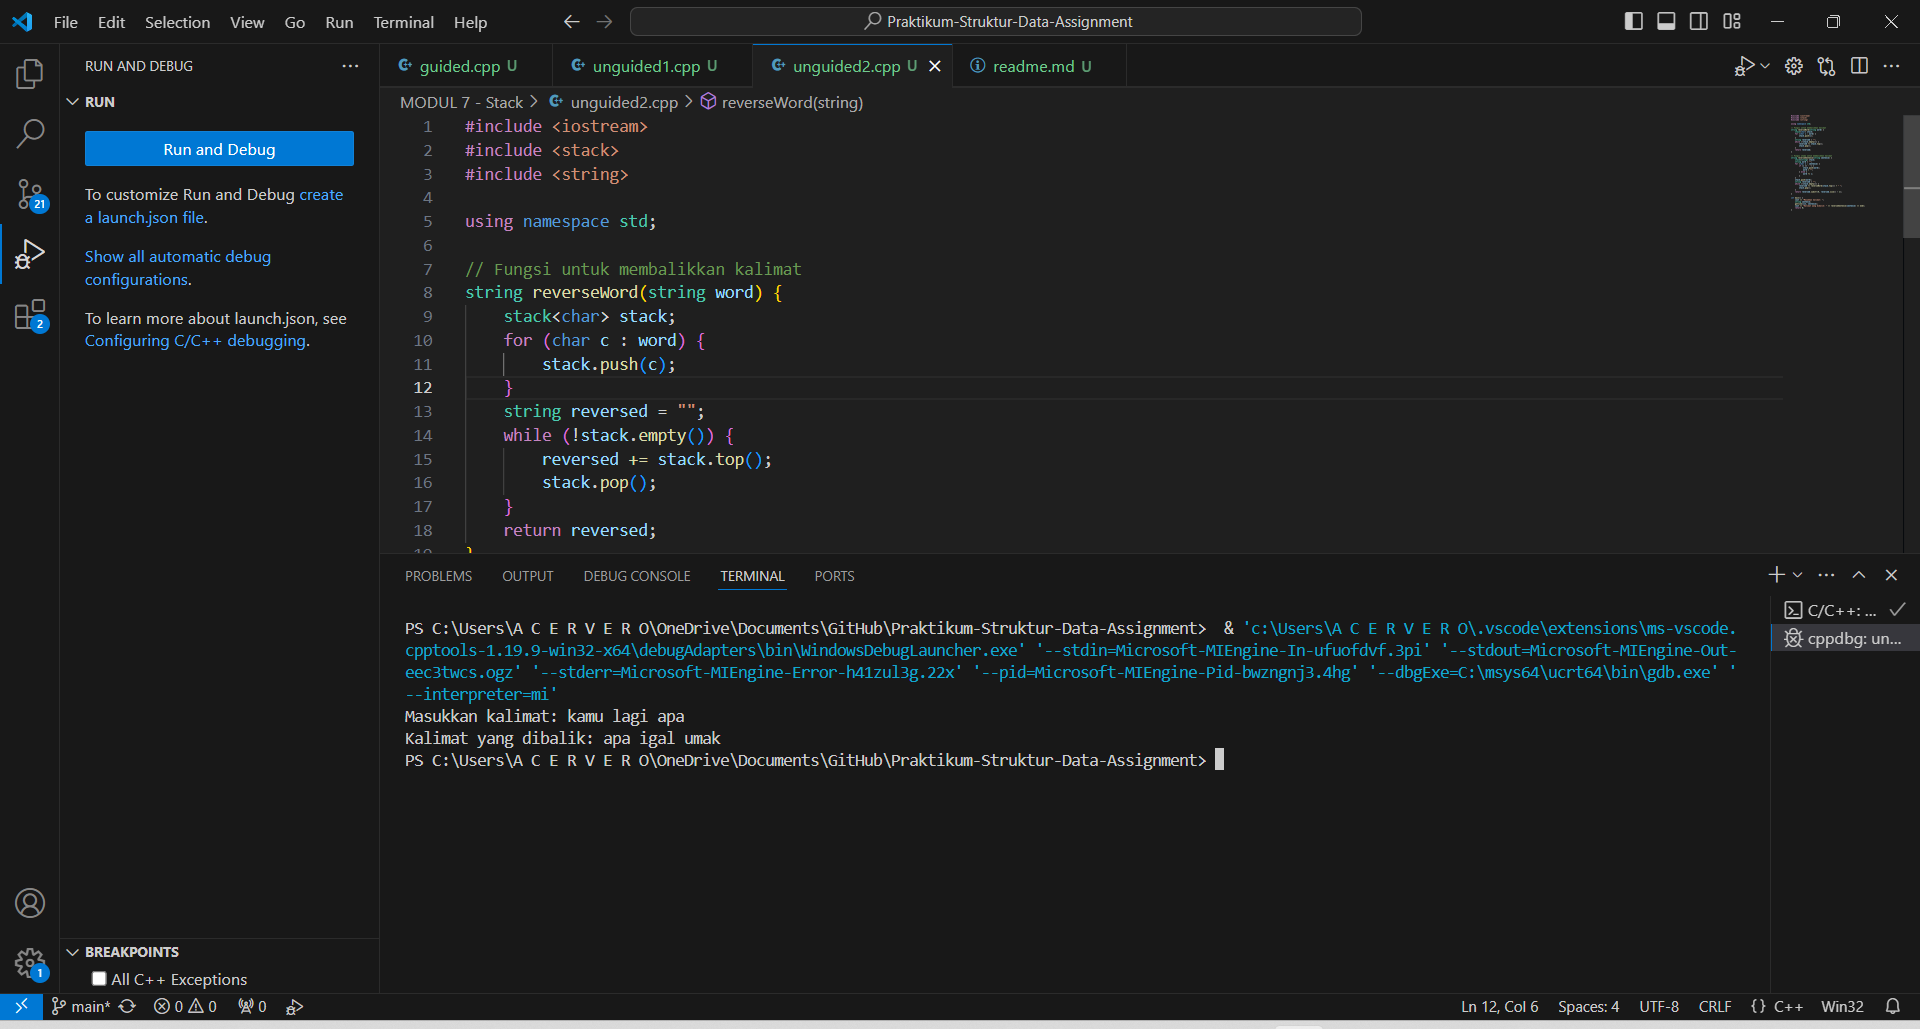 File Edit Selection View Go Run Terminal Help
Praktikum-Struktur-Data-Assignment
RUN AND DEBUG
RUN
Run and Debug
To customize Run and Debug create
a launch.json file.
Show all automatic debug
configurations.
To learn more about launch.json, see
Configuring C/C++ debugging.
21
2
1
BREAKPOINTS
All C++ Exceptions
guided.cpp U
unguided1.cpp U
unguided2.cpp U
readme.md U
MODUL 7 - Stack > unguided2.cpp > reverseWord(string)
1 #include <iostream>
2 #include <stack>
3 #include <string>
4
5 using namespace std;
6
7 // Fungsi untuk membalikkan kalimat
8 string reverseWord(string word) {
9 stack<char> stack;
10 for (char c : word) {
11 stack.push(c);
12 }
13 string reversed = "";
14 while (!stack.empty()) {
15 reversed += stack.top();
16 stack.pop();
17 }
18 return reversed;
19 }
PROBLEMS OUTPUT DEBUG CONSOLE TERMINAL PORTS
C/C++: ...
cppdbg: un...
PS C:\Users\A C E R V E R O\OneDrive\Documents\GitHub\Praktikum-Struktur-Data-Assignment> & 'c:\Users\A C E R V E R O\.vscode\extensions\ms-vscode.
cpptools-1.19.9-win32-x64\debugAdapters\bin\WindowsDebugLauncher.exe' '--stdin=Microsoft-MIEngine-In-ufuofdvf.3pi' '--stdout=Microsoft-MIEngine-Out-
eec3twcs.ogz' '--stderr=Microsoft-MIEngine-Error-h41zul3g.22x' '--pid=Microsoft-MIEngine-Pid-bwzngnj3.4hg' '--dbgExe=C:\msys64\ucrt64\bin\gdb.exe' '
--interpreter=mi'
Masukkan kalimat: kamu lagi apa
Kalimat yang dibalik: apa igal umak
PS C:\Users\A C E R V E R O\OneDrive\Documents\GitHub\Praktikum-Struktur-Data-Assignment>
main* 0 0 0 Ln 12, Col 6 Spaces: 4 UTF-8 CRLF {} C++ Win32